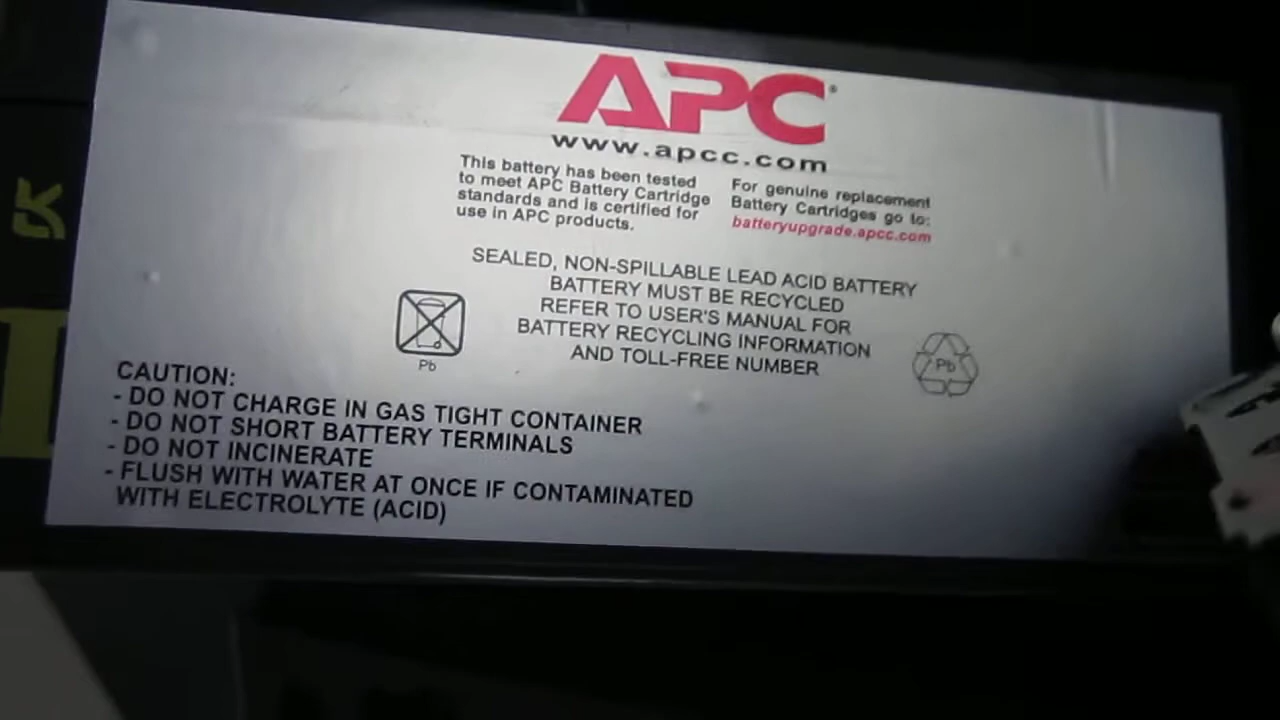 APC
www.apcc.com
This battery has been tested
to meet APC Battery Cartridge
standards and is certified for
use in APC products.
For genuine replacement
Battery Cartridges go to:
batteryupgrade.apcc.com
SEALED, NON-SPILLABLE LEAD ACID BATTERY
BATTERY MUST BE RECYCLED
REFER TO USER'S MANUAL FOR
BATTERY RECYCLING INFORMATION
AND TOLL-FREE NUMBER
Pb
Pb
CAUTION:
- DO NOT CHARGE IN GAS TIGHT CONTAINER
- DO NOT SHORT BATTERY TERMINALS
- DO NOT INCINERATE
- FLUSH WITH WATER AT ONCE IF CONTAMINATED
WITH ELECTROLYTE (ACID)